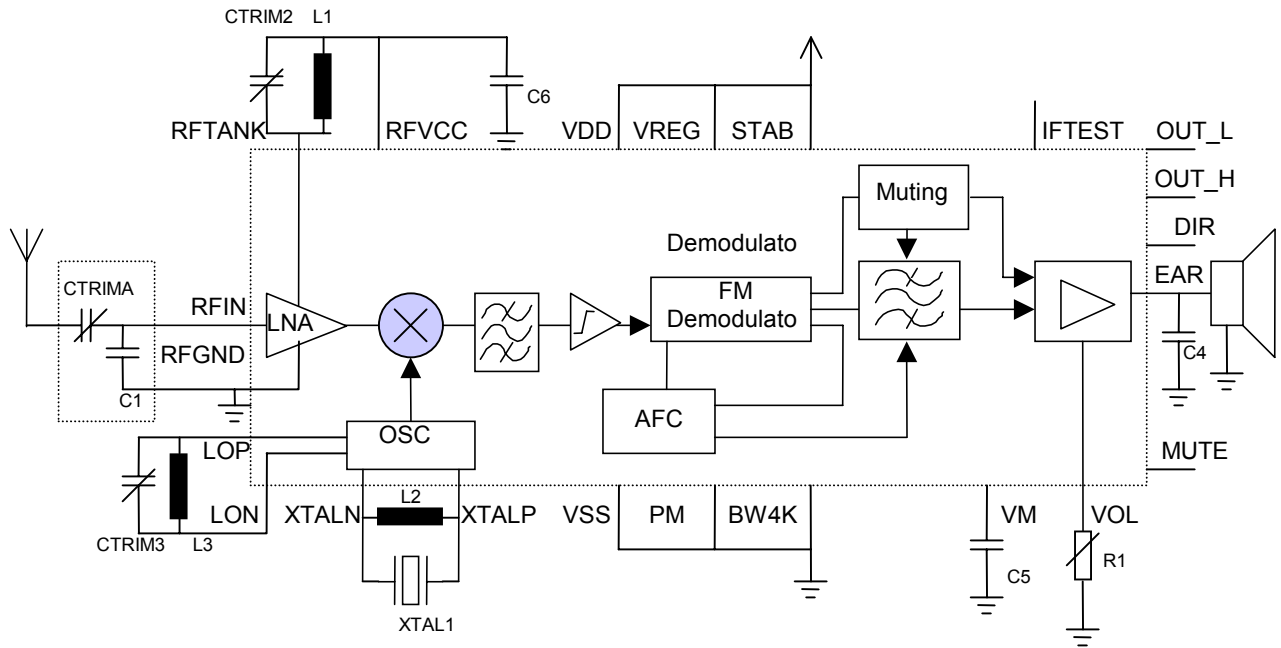 CTRIM2 L1
C6
RFTANK RFVCC VDD VREG STAB IFTEST OUT_L
OUT_H
Muting
DIR
Demodulato
CTRIMA
EAR
RFIN
FM
Demodulato
LNA
RFGND
C4
C1
AFC
OSC
LOP
MUTE
L2
LON XTALN XTALP VSS PM BW4K VM VOL
CTRIM3 L3
R1
C5
XTAL1